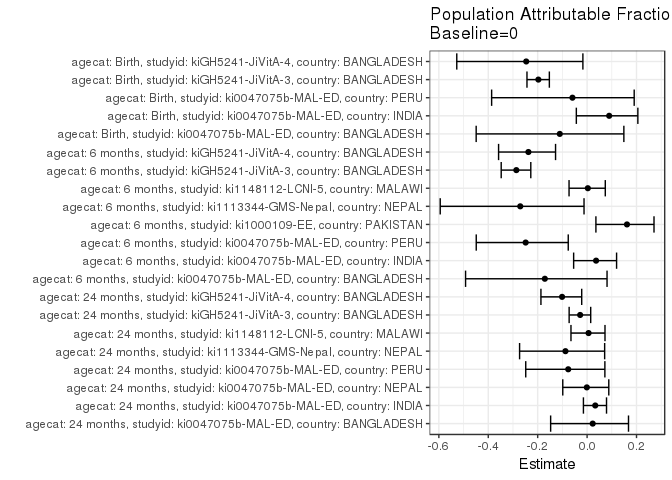 Population Attributable Fractio
Baseline=0
agecat: Birth, studyid: kiGH5241-JiVitA-4, country: BANGLADESH
agecat: Birth, studyid: kiGH5241-JiVitA-3, country: BANGLADESH
agecat: Birth, studyid: ki0047075b-MAL-ED, country: PERU
agecat: Birth, studyid: ki0047075b-MAL-ED, country: INDIA
agecat: Birth, studyid: ki0047075b-MAL-ED, country: BANGLADESH
agecat: 6 months, studyid: kiGH5241-JiVitA-4, country: BANGLADESH
agecat: 6 months, studyid: kiGH5241-JiVitA-3, country: BANGLADESH
agecat: 6 months, studyid: ki1148112-LCNI-5, country: MALAWI
agecat: 6 months, studyid: ki1113344-GMS-Nepal, country: NEPAL
agecat: 6 months, studyid: ki1000109-EE, country: PAKISTAN
agecat: 6 months, studyid: ki0047075b-MAL-ED, country: PERU
agecat: 6 months, studyid: ki0047075b-MAL-ED, country: INDIA
agecat: 6 months, studyid: ki0047075b-MAL-ED, country: BANGLADESH
agecat: 24 months, studyid: kiGH5241-JiVitA-4, country: BANGLADESH
agecat: 24 months, studyid: kiGH5241-JiVitA-3, country: BANGLADESH
agecat: 24 months, studyid: ki1148112-LCNI-5, country: MALAWI
agecat: 24 months, studyid: ki1113344-GMS-Nepal, country: NEPAL
agecat: 24 months, studyid: ki0047075b-MAL-ED, country: PERU
agecat: 24 months, studyid: ki0047075b-MAL-ED, country: NEPAL
agecat: 24 months, studyid: ki0047075b-MAL-ED, country: INDIA
agecat: 24 months, studyid: ki0047075b-MAL-ED, country: BANGLADESH
-0.6 -0.4 -0.2 0.0 0.2
Estimate